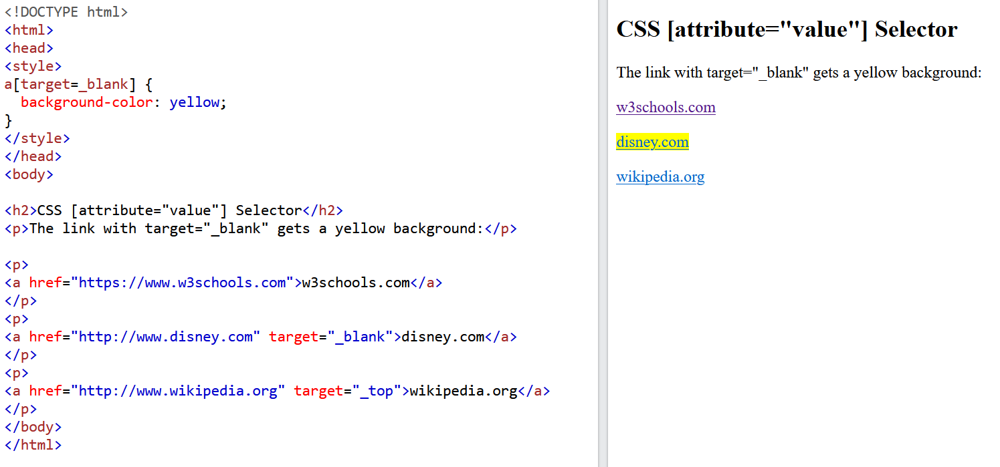 <!DOCTYPE html>
<html>
<head>
<style>
a[target=_blank] {
  background-color: yellow;
}
</style>
</head>
<body>

<h2>CSS [attribute="value"] Selector</h2>
<p>The link with target="_blank" gets a yellow background:</p>

<p>
<a href="https://www.w3schools.com">w3schools.com</a>
</p>
<p>
<a href="http://www.disney.com" target="_blank">disney.com</a>
</p>
<p>
<a href="http://www.wikipedia.org" target="_top">wikipedia.org</a>
</p>
</body>
</html>
CSS [attribute="value"] Selector
The link with target="_blank" gets a yellow background:
w3schools.com
disney.com
wikipedia.org